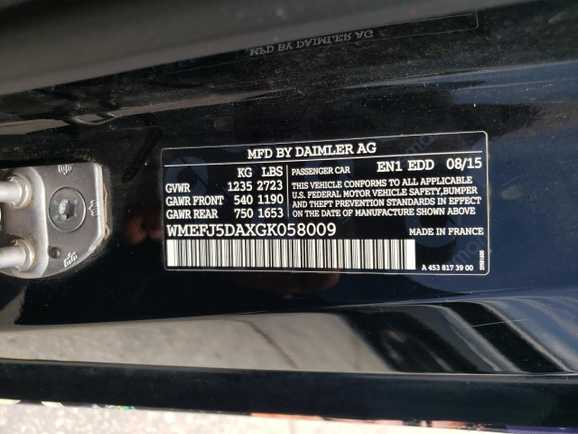 MFD BY DAIMLER AG
MFD BY DAIMLER AG
KG LBS PASSENGER CAR EN1 EDD 08/15
GVWR 1235 2723 THIS VEHICLE CONFORMS TO ALL APPLICABLE
GAWR FRONT 540 1190 U.S. FEDERAL MOTOR VEHICLE SAFETY,BUMPER
GAWR REAR 750 1653 AND THEFT PREVENTION STANDARDS IN EFFECT ON THE
DATE OF MANUFACTURE SHOWN ABOVE.
WMEFJ5DAXGK058009 MADE IN FRANCE
A 453 817 39 00